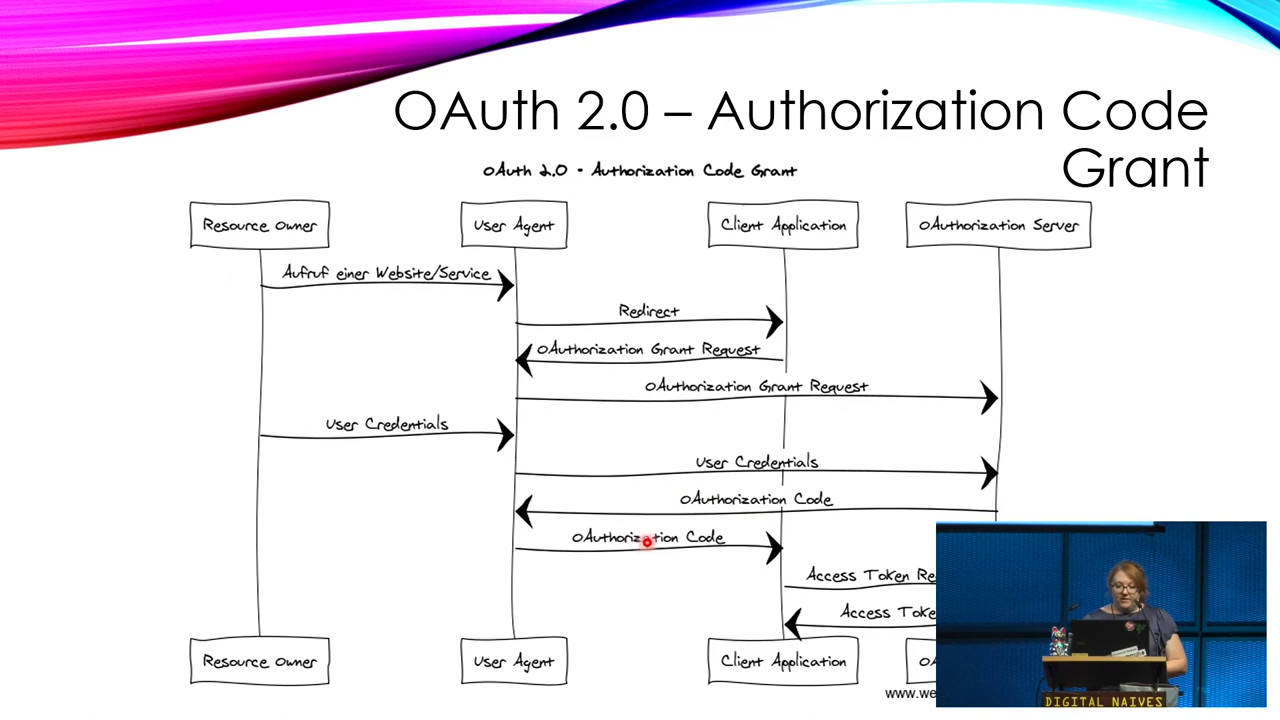 OAuth 2.0 – Authorization Code
Grant
OAuth 2.0 - Authorization Code Grant
Resource Owner
User Agent
Client Application
OAuthorization Server
Aufruf einer Website/Service
Redirect
OAuthorization Grant Request
OAuthorization Grant Request
User Credentials
User Credentials
OAuthorization Code
OAuthorization Code
Access Token Re
Access Toke
Resource Owner
User Agent
Client Application
OA
www.we
DIGITAL NAIVES